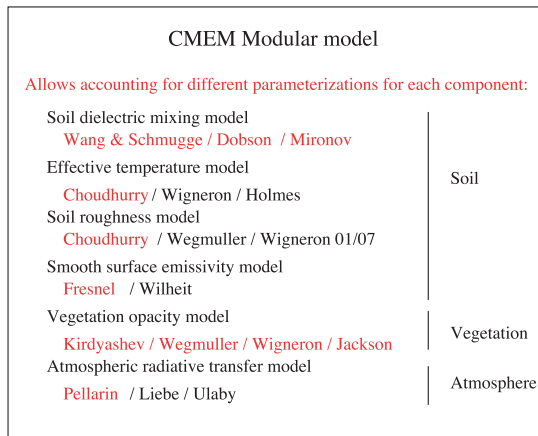 CMEM Modular model
Allows accounting for different parameterizations for each component:
Soil dielectric mixing model
Wang & Schmugge / Dobson / Mironov
Effective temperature model
Choudhurry / Wigneron / Holmes
Soil roughness model
Choudhurry / Wegmuller / Wigneron 01/07
Smooth surface emissivity model
Fresnel / Wilheit
Soil
Vegetation opacity model
Kirdyashev / Wegmuller / Wigneron / Jackson
Vegetation
Atmospheric radiative transfer model
Pellarin / Liebe / Ulaby
Atmosphere